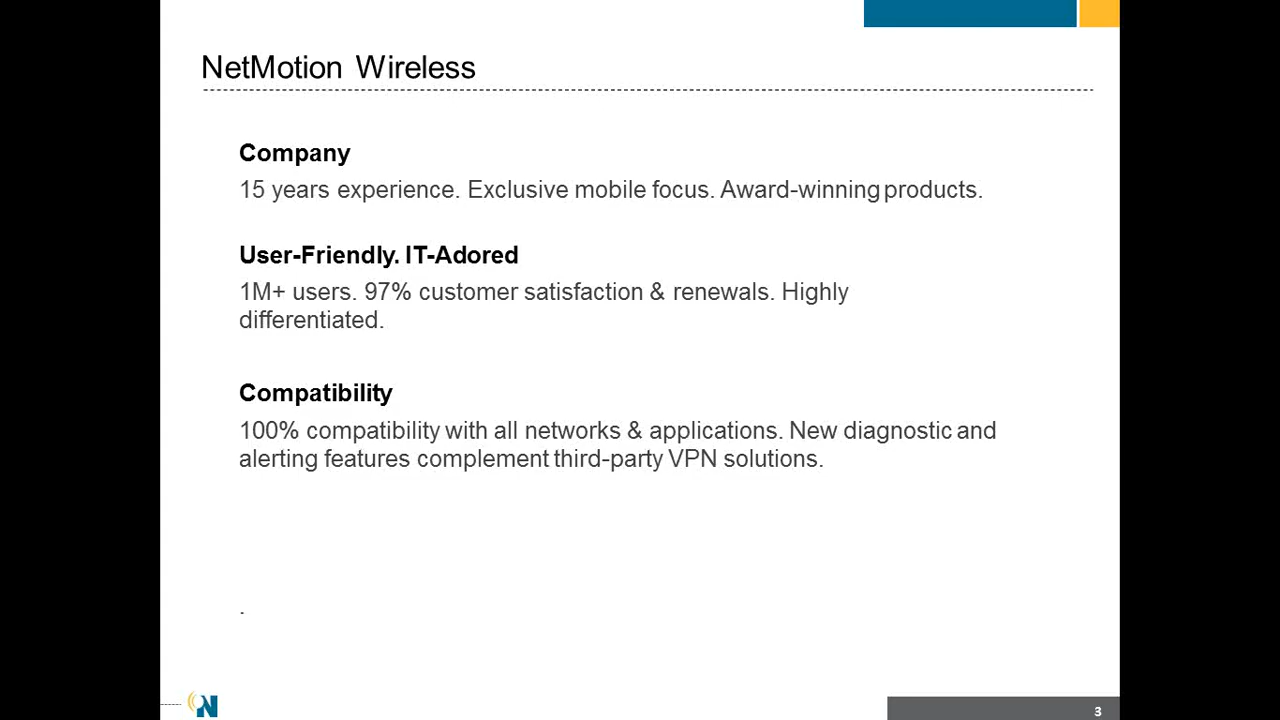 NetMotion Wireless
Company
15 years experience. Exclusive mobile focus. Award-winning products.
User-Friendly. IT-Adored
1M+ users. 97% customer satisfaction & renewals. Highly
differentiated.
Compatibility
100% compatibility with all networks & applications. New diagnostic and
alerting features complement third-party VPN solutions.
.
N
3